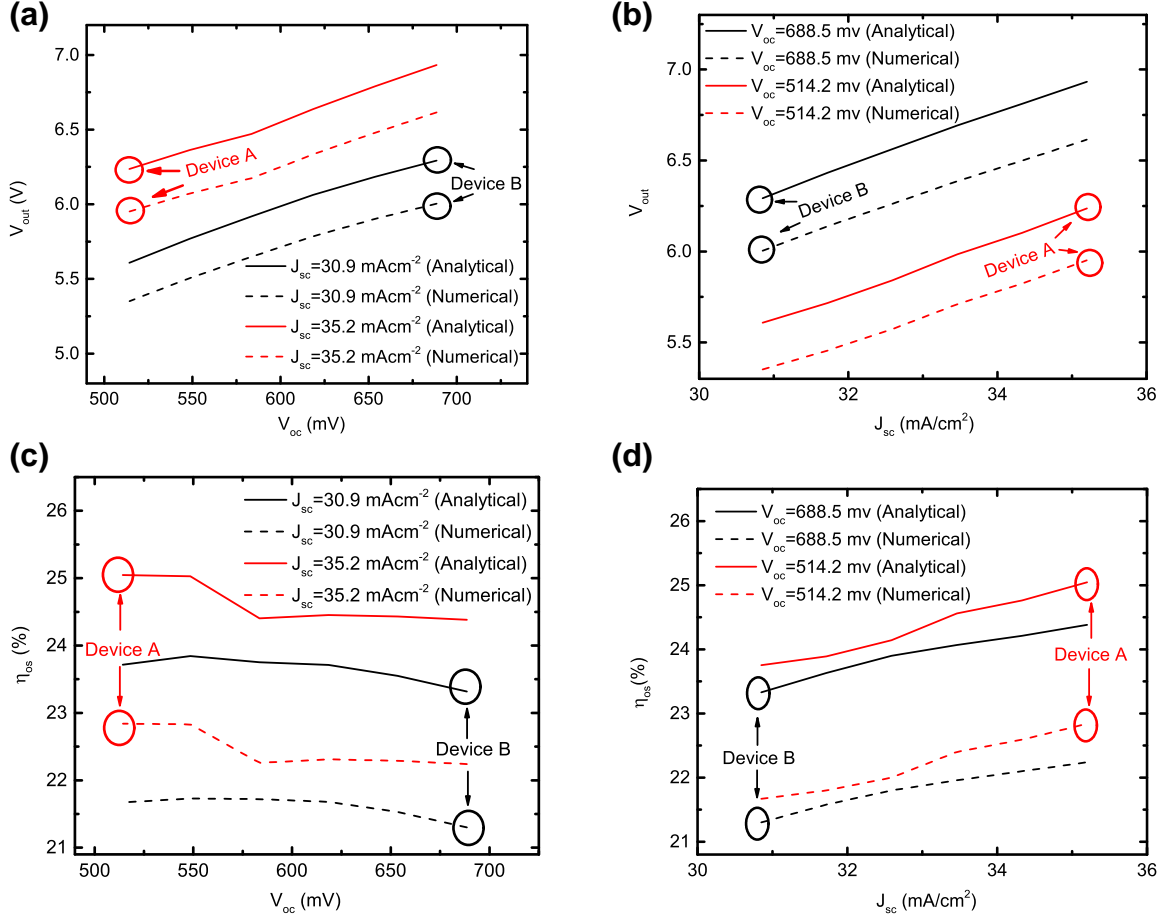 (a)
7.0
6.5
6.0
5.5
5.0
V_out (V)
500
550
600
650
700
V_oc (mV)
Device A
Device B
J_sc=30.9 mAcm⁻² (Analytical)
J_sc=30.9 mAcm⁻² (Numerical)
J_sc=35.2 mAcm⁻² (Analytical)
J_sc=35.2 mAcm⁻² (Numerical)
(b)
V_oc=688.5 mv (Analytical)
V_oc=688.5 mv (Numerical)
V_oc=514.2 mv (Analytical)
V_oc=514.2 mv (Numerical)
7.0
6.5
6.0
5.5
V_out
Device B
Device A
30
32
34
36
J_sc (mA/cm²)
(c)
J_sc=30.9 mAcm⁻² (Analytical)
J_sc=30.9 mAcm⁻² (Numerical)
J_sc=35.2 mAcm⁻² (Analytical)
J_sc=35.2 mAcm⁻² (Numerical)
26
25
24
23
22
21
η_os (%)
Device A
Device B
500
550
600
650
700
V_oc (mV)
(d)
V_oc=688.5 mv (Analytical)
V_oc=688.5 mv (Numerical)
V_oc=514.2 mv (Analytical)
V_oc=514.2 mv (Numerical)
26
25
24
23
22
21
η_os(%)
Device A
Device B
30
32
34
36
J_sc (mA/cm²)